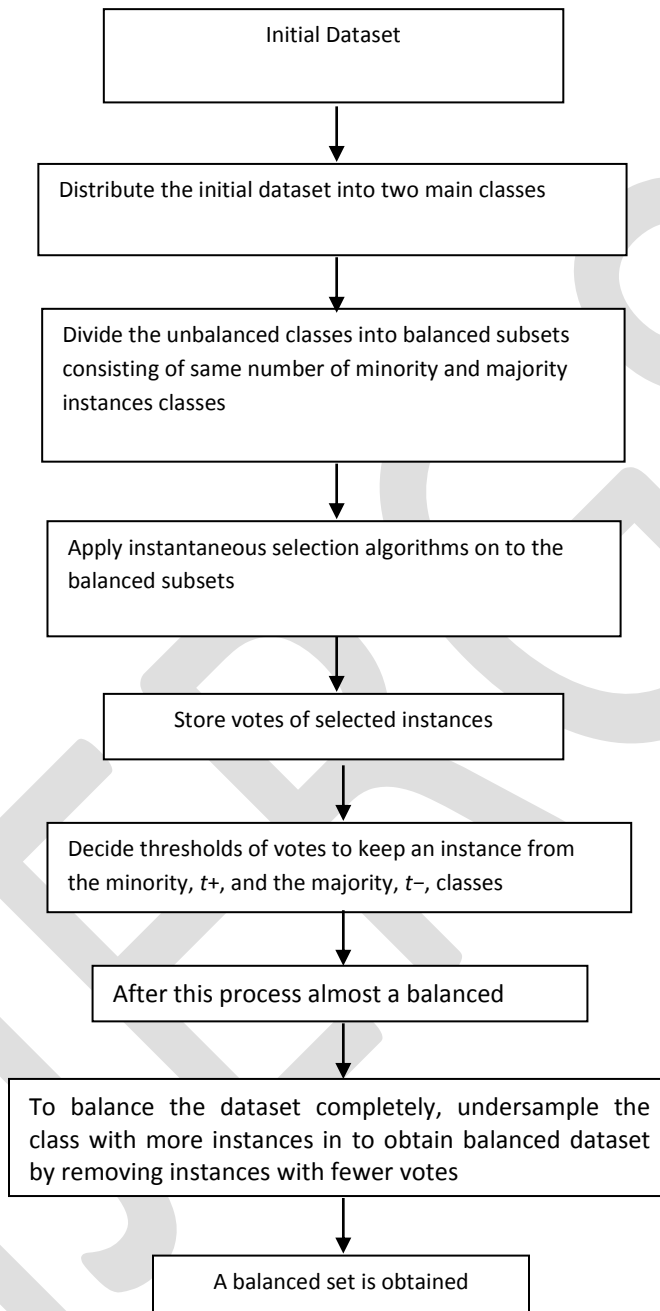 Initial Dataset
Distribute the initial dataset into two main classes
Divide the unbalanced classes into balanced subsets
consisting of same number of minority and majority
instances classes
Apply instantaneous selection algorithms on to the
balanced subsets
Store votes of selected instances
Decide thresholds of votes to keep an instance from
the minority, t+, and the majority, t−, classes
After this process almost a balanced
To balance the dataset completely, undersample the
class with more instances in to obtain balanced dataset
by removing instances with fewer votes
A balanced set is obtained